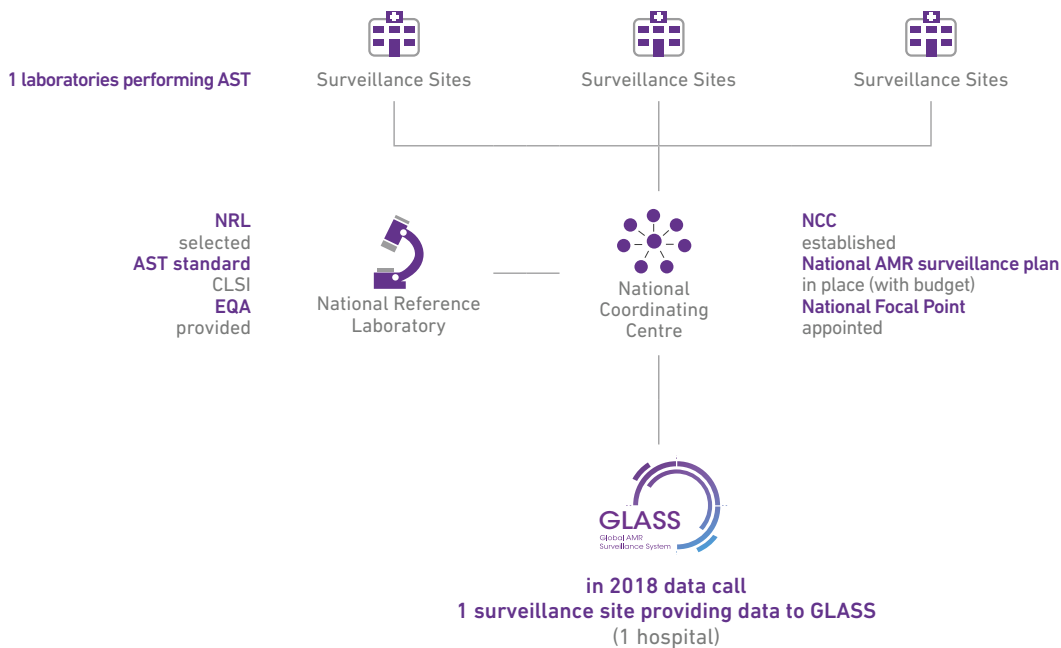 1 laboratories performing AST
Surveillance Sites
Surveillance Sites
Surveillance Sites
NRL
selected
AST standard
CLSI
EQA
provided
National Reference
Laboratory
National
Coordinating
Centre
NCC
established
National AMR surveillance plan
in place (with budget)
National Focal Point
appointed
GLASS
Global AMR
Surveillance System
in 2018 data call
1 surveillance site providing data to GLASS
(1 hospital)